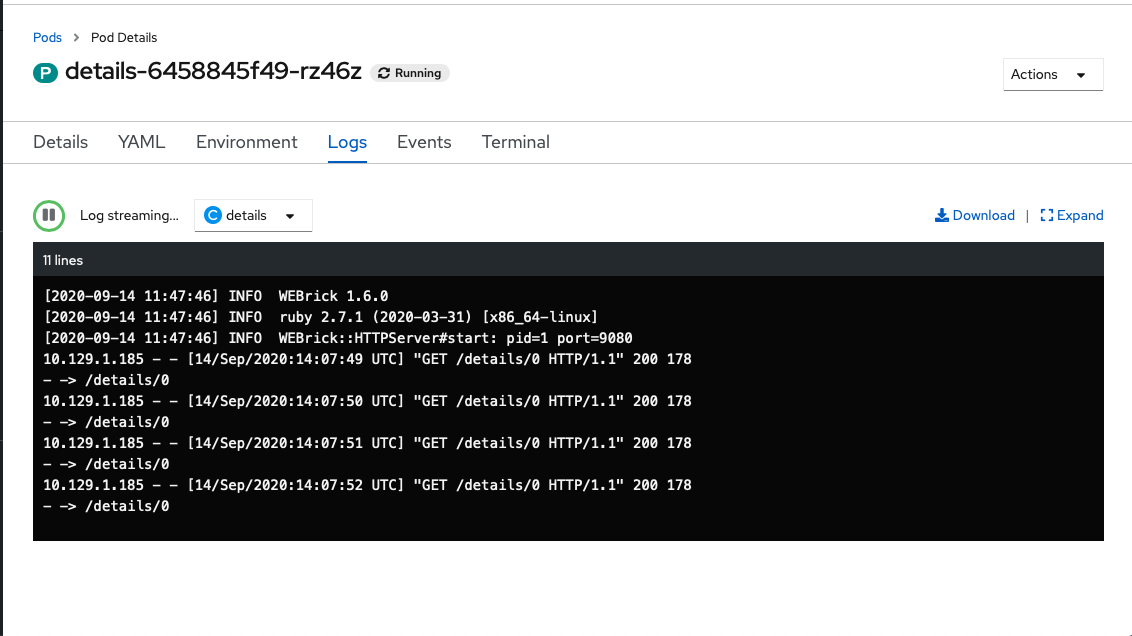 Pods > Pod Details
P details-6458845f49-rz46z Running
Actions
Details YAML Environment Logs Events Terminal
Log streaming... C details
Download | Expand
11 lines
[2020-09-14 11:47:46] INFO  WEBrick 1.6.0
[2020-09-14 11:47:46] INFO  ruby 2.7.1 (2020-03-31) [x86_64-linux]
[2020-09-14 11:47:46] INFO  WEBrick::HTTPServer#start: pid=1 port=9080
10.129.1.185 - - [14/Sep/2020:14:07:49 UTC] "GET /details/0 HTTP/1.1" 200 178
- -> /details/0
10.129.1.185 - - [14/Sep/2020:14:07:50 UTC] "GET /details/0 HTTP/1.1" 200 178
- -> /details/0
10.129.1.185 - - [14/Sep/2020:14:07:51 UTC] "GET /details/0 HTTP/1.1" 200 178
- -> /details/0
10.129.1.185 - - [14/Sep/2020:14:07:52 UTC] "GET /details/0 HTTP/1.1" 200 178
- -> /details/0